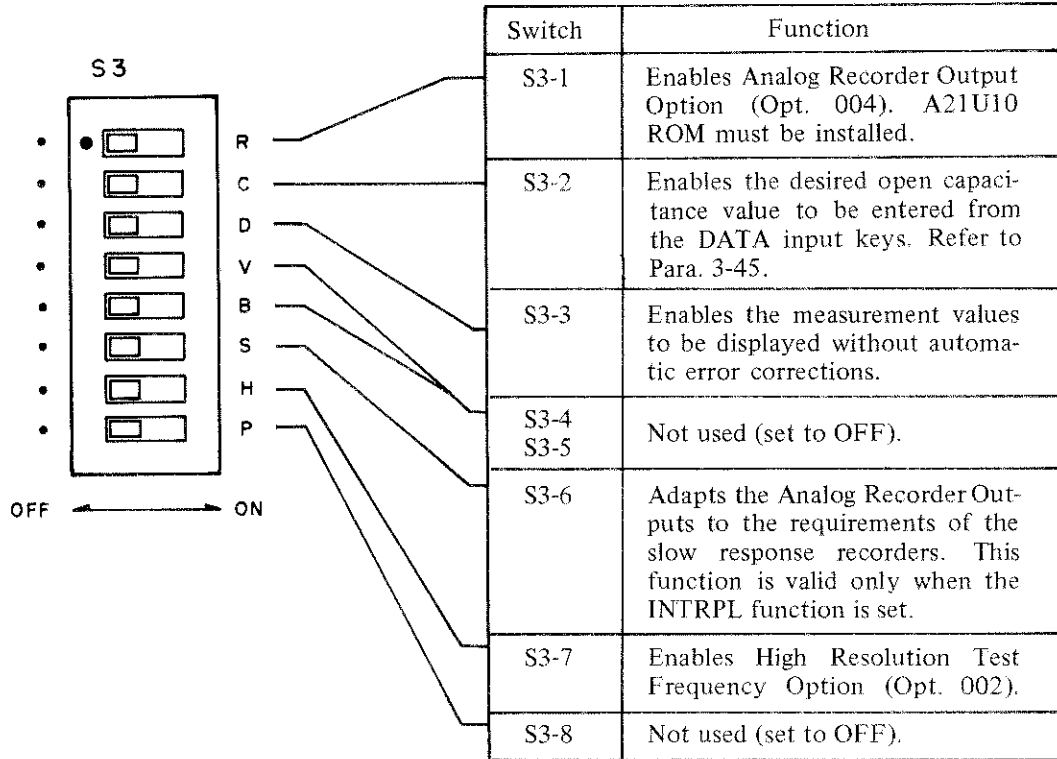 S3
R
C
D
V
B
S
H
P
OFF
ON
Switch Function
S3-1 Enables Analog Recorder Output
Option (Opt. 004). A21U10
ROM must be installed.
S3-2 Enables the desired open capaci-
tance value to be entered from
the DATA input keys. Refer to
Para. 3-45.
S3-3 Enables the measurement values
to be displayed without automa-
tic error corrections.
S3-4
S3-5
Not used (set to OFF).
S3-6 Adapts the Analog Recorder Out-
puts to the requirements of the
slow response recorders. This
function is valid only when the
INTRPL function is set.
S3-7 Enables High Resolution Test
Frequency Option (Opt. 002).
S3-8 Not used (set to OFF).